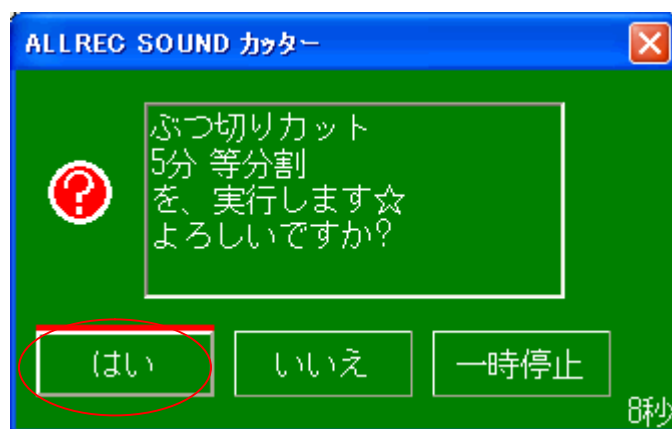 ALLREC SOUND カッター
ぶつ切りカット
5分 等分割
を、実行します☆
よろしいですか?
はい
いいえ
一時停止
8秒